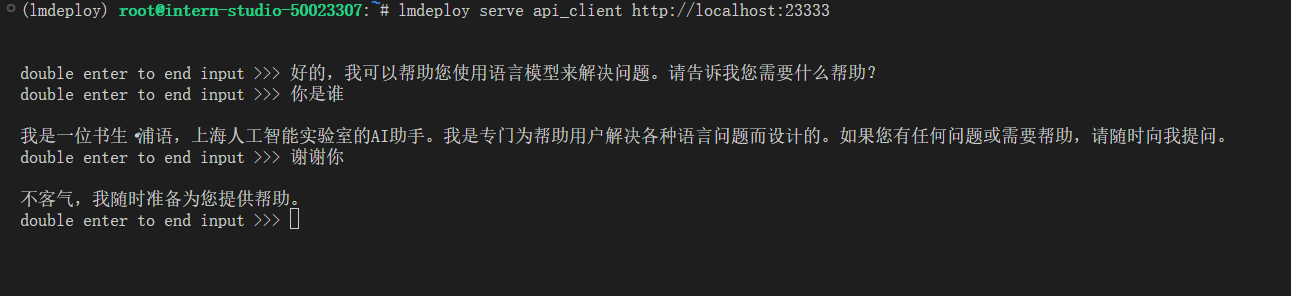 (lmdeploy) root@intern-studio-50023307:~# lmdeploy serve api_client http://localhost:23333
double enter to end input >>> 好的，我可以帮助您使用语言模型来解决问题。请告诉我您需要什么帮助？
double enter to end input >>> 你是谁
我是一位书生·浦语，上海人工智能实验室的AI助手。我是专门为帮助用户解决各种语言问题而设计的。如果您有任何问题或需要帮助，请随时向我提问。
double enter to end input >>> 谢谢你
不客气，我随时准备为您提供帮助。
double enter to end input >>>